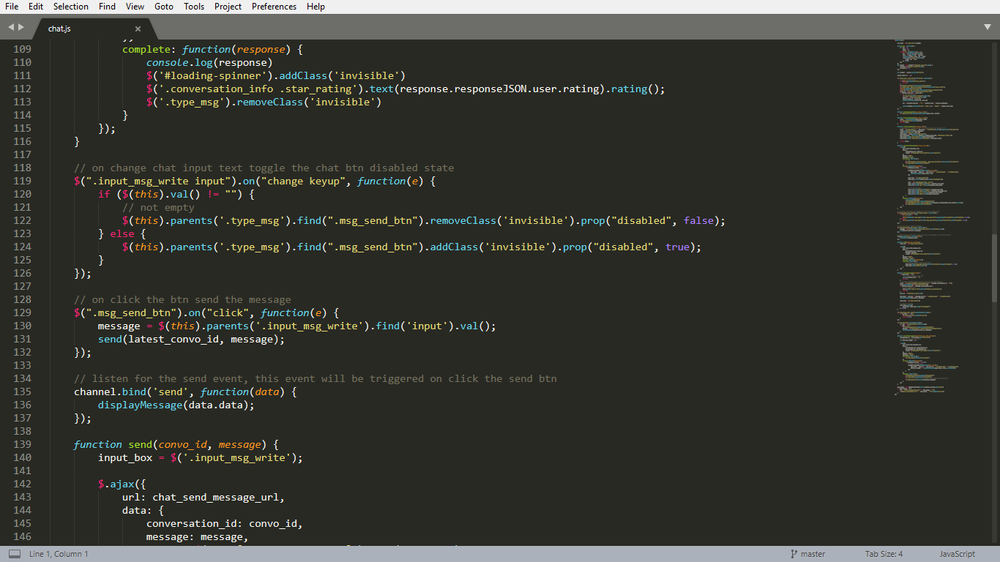 File Edit Selection Find View Goto Tools Project Preferences Help
chat.js ×
109 complete: function(response) {
110 console.log(response)
111 $('#loading-spinner').addClass('invisible')
112 $('.conversation_info .star_rating').text(response.responseJSON.user.rating).rating();
113 $('.type_msg').removeClass('invisible')
114 }
115 });
116 }
117
118 // on change chat input text toggle the chat btn disabled state
119 $(".input_msg_write input").on("change keyup", function(e) {
120 if ($(this).val() != "") {
121 // not empty
122 $(this).parents('.type_msg').find(".msg_send_btn").removeClass('invisible').prop("disabled", false);
123 } else {
124 $(this).parents('.type_msg').find(".msg_send_btn").addClass('invisible').prop("disabled", true);
125 }
126 });
127
128 // on click the btn send the message
129 $(".msg_send_btn").on("click", function(e) {
130 message = $(this).parents('.input_msg_write').find('input').val();
131 send(latest_convo_id, message);
132 });
133
134 // listen for the send event, this event will be triggered on click the send btn
135 channel.bind('send', function(data) {
136 displayMessage(data.data);
137 });
138
139 function send(convo_id, message) {
140 input_box = $('.input_msg_write');
141
142 $.ajax({
143 url: chat_send_message_url,
144 data: {
145 conversation_id: convo_id,
146 message: message,
Line 1, Column 1 master Tab Size: 4 JavaScript